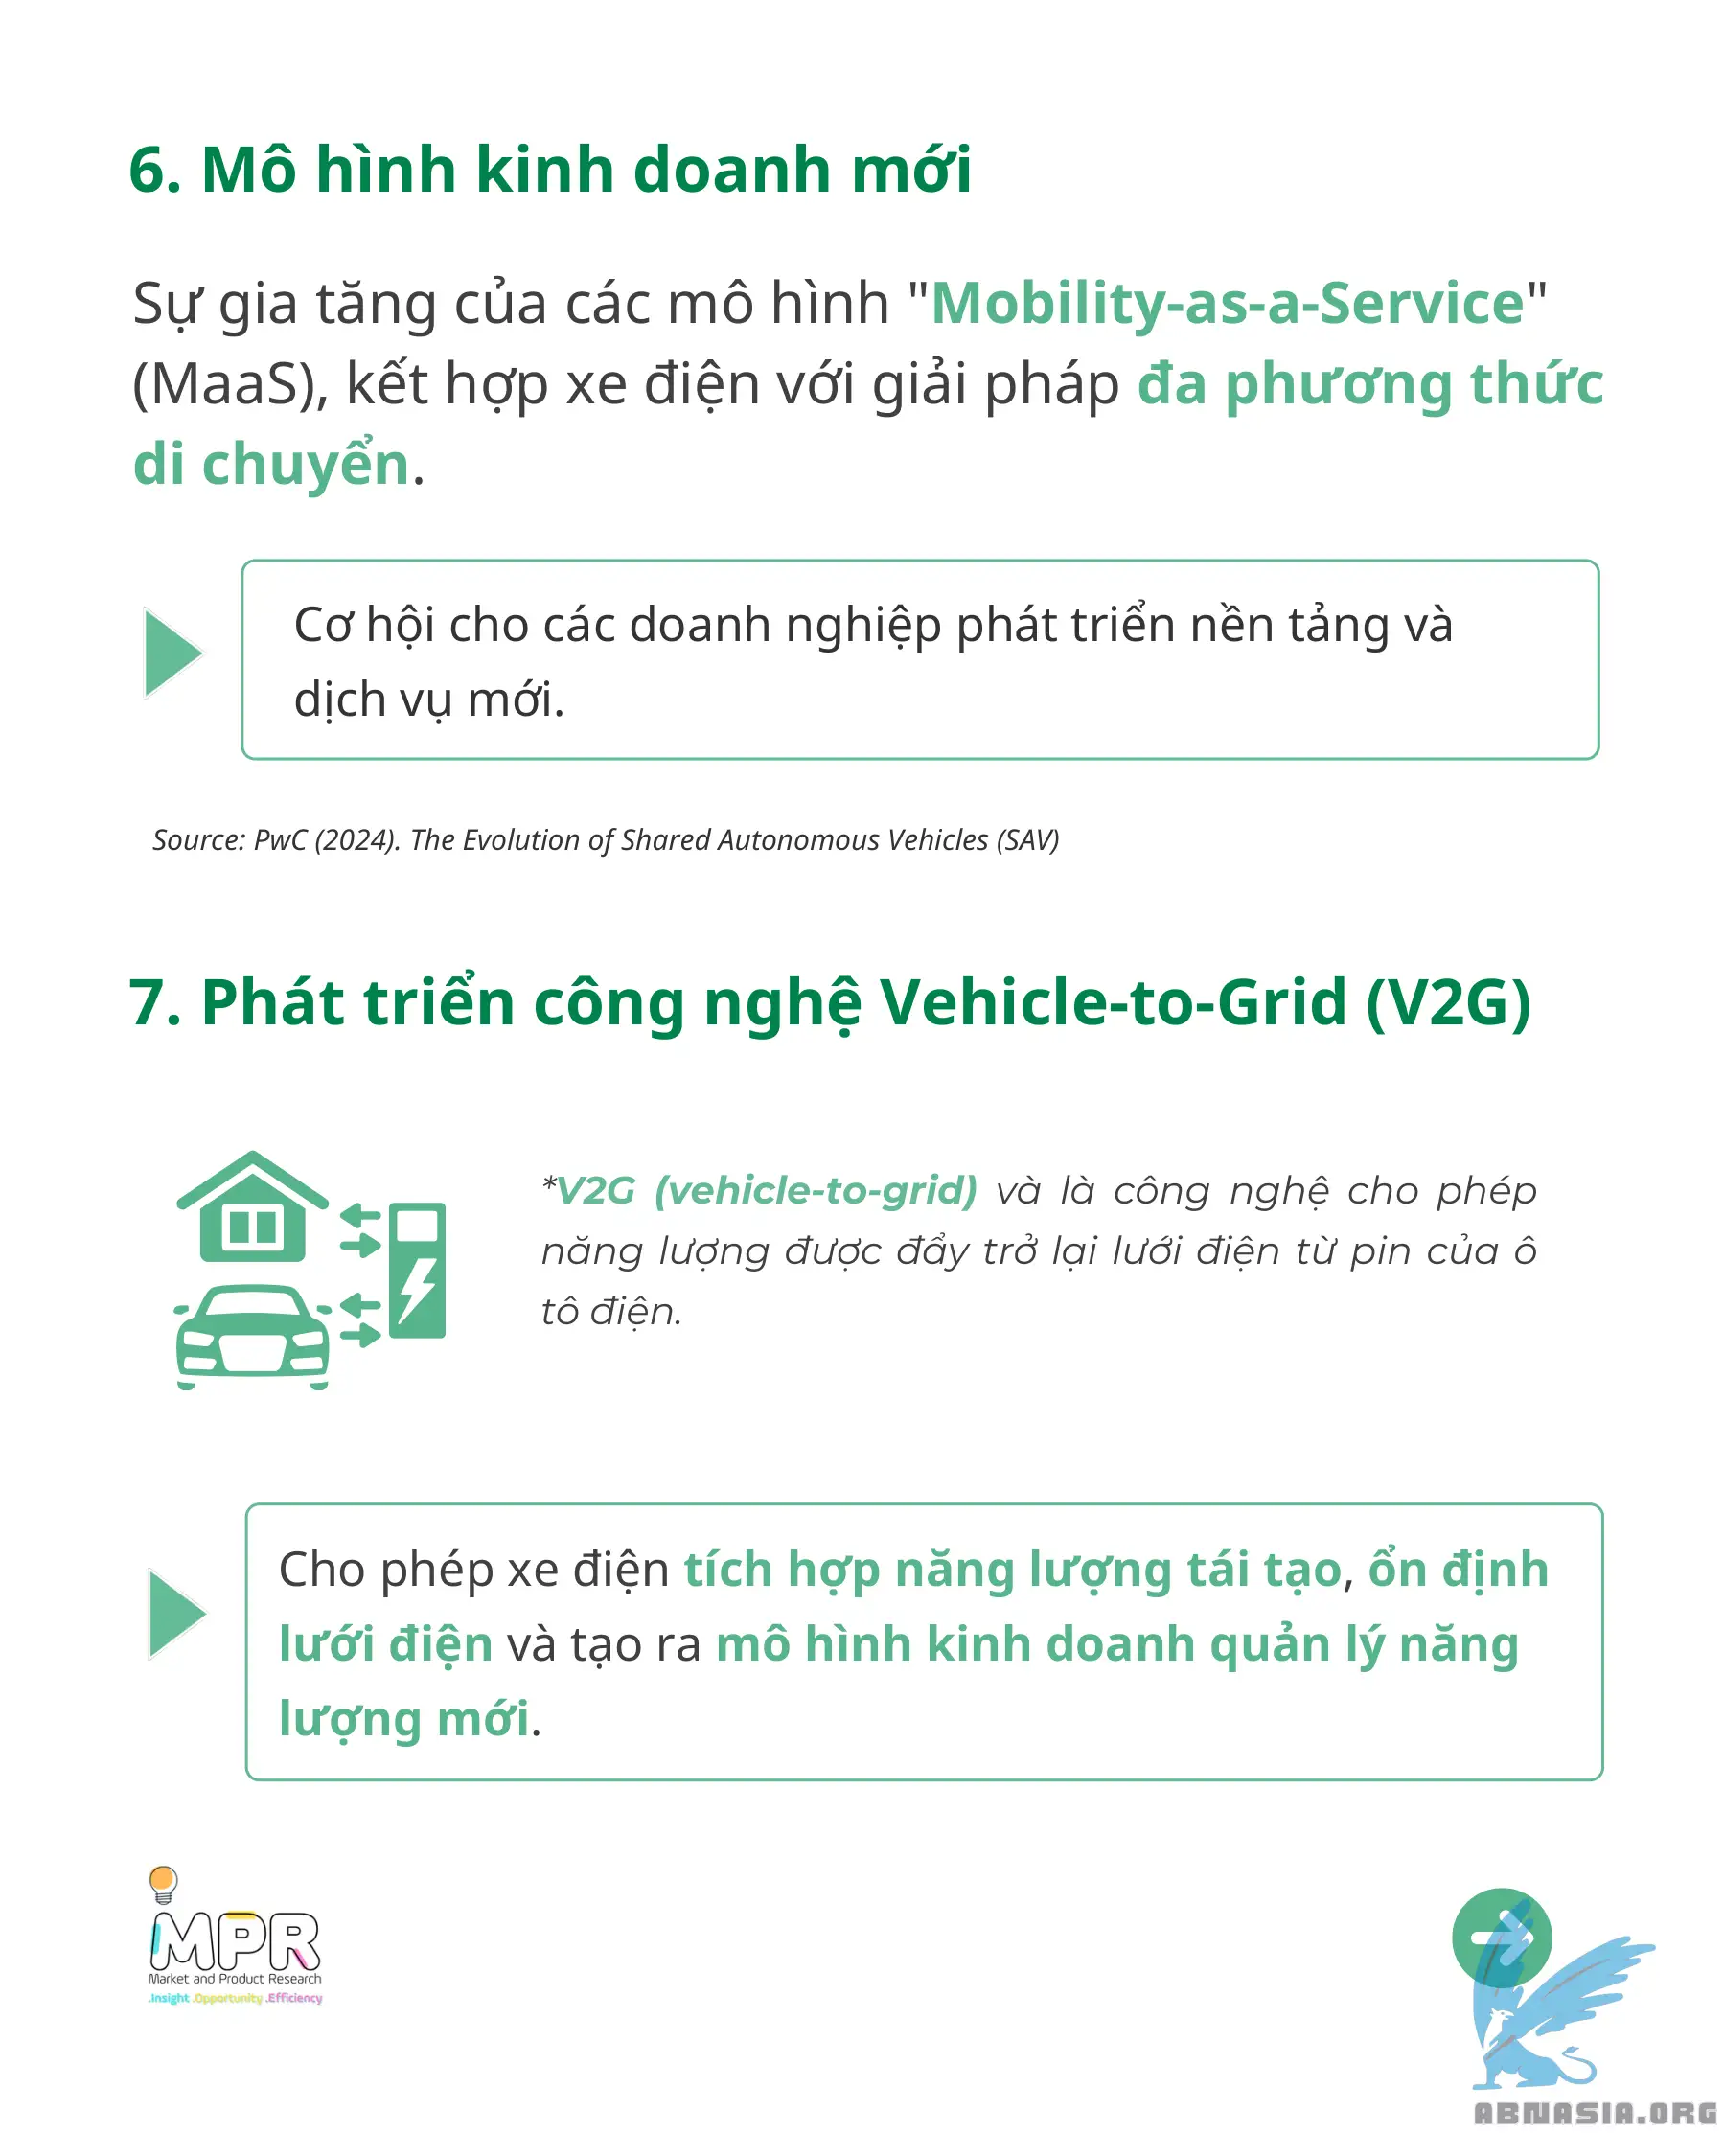 6. Mô hình kinh doanh mới
Sự gia tăng của các mô hình "Mobility-as-a-Service"
(MaaS), kết hợp xe điện với giải pháp đa phương thức
di chuyển.
Cơ hội cho các doanh nghiệp phát triển nền tảng và
dịch vụ mới.
Source: PwC (2024). The Evolution of Shared Autonomous Vehicles (SAV)
7. Phát triển công nghệ Vehicle-to-Grid (V2G)
*V2G (vehicle-to-grid) và là công nghệ cho phép
năng lượng được đẩy trở lại lưới điện từ pin của ô
tô điện.
Cho phép xe điện tích hợp năng lượng tái tạo, ổn định
lưới điện và tạo ra mô hình kinh doanh quản lý năng
lượng mới.
MPR
Market and Product Research
.Insight .Opportunity .Efficiency
ABNASIA.ORG